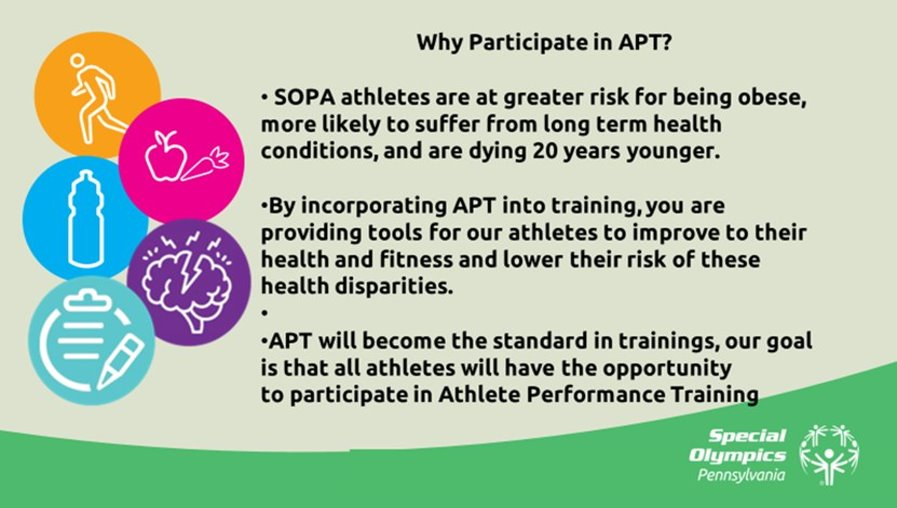 Why Participate in APT?
• SOPA athletes are at greater risk for being obese,
more likely to suffer from long term health
conditions, and are dying 20 years younger.
•By incorporating APT into training, you are
providing tools for our athletes to improve to their
health and fitness and lower their risk of these
health disparities.
•
•APT will become the standard in trainings, our goal
is that all athletes will have the opportunity
to participate in Athlete Performance Training
Special
Olympics
Pennsylvania